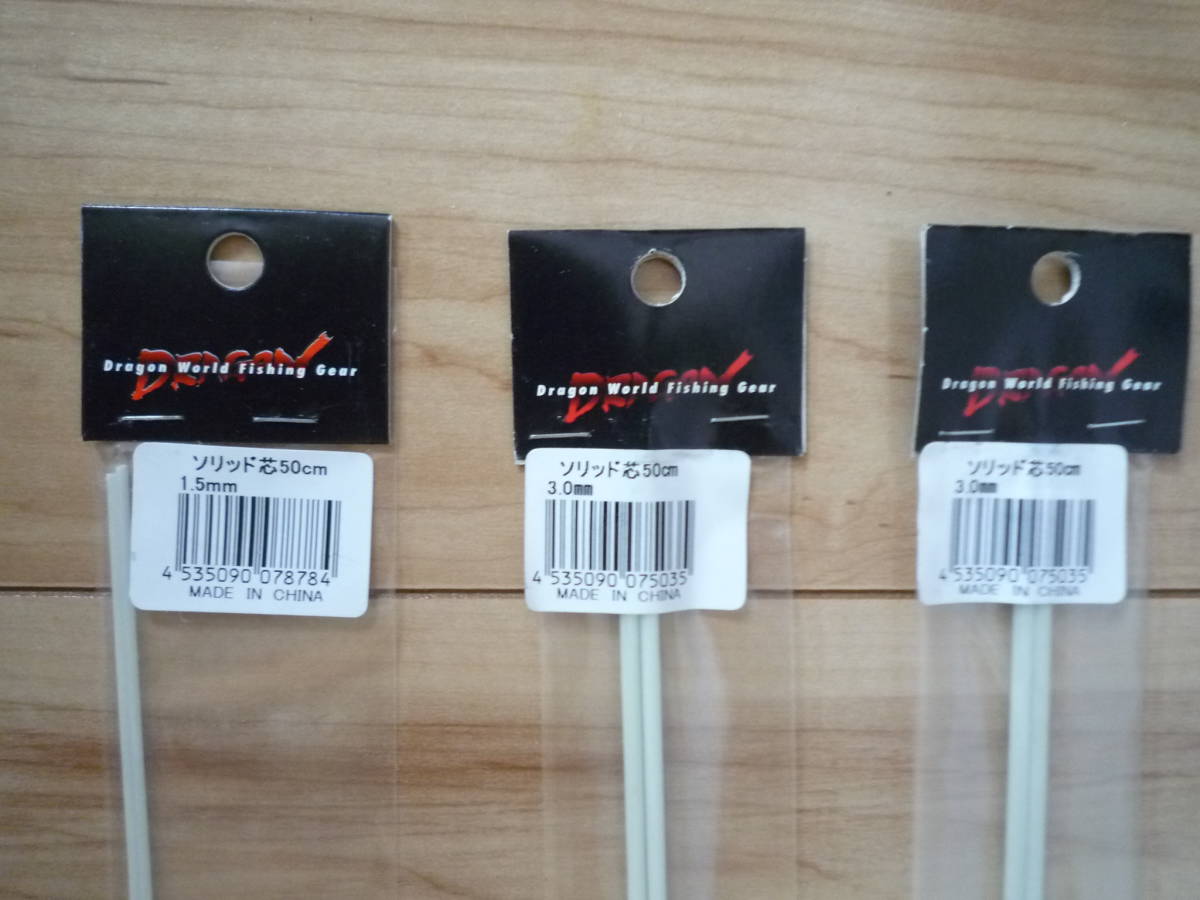 DRAGON
Dragon World Fishing Gear
ソリッド芯50cm
1.5mm
4 535090 078784
MADE IN CHINA
DRAGON
Dragon World Fishing Gear
ソリッド芯50㎝
3.0㎜
4 535090 075035
MADE IN CHINA
DRAGON
Dragon World Fishing Gear
ソリッド芯50㎝
3.0㎜
4 535090 075035
MADE IN CHINA